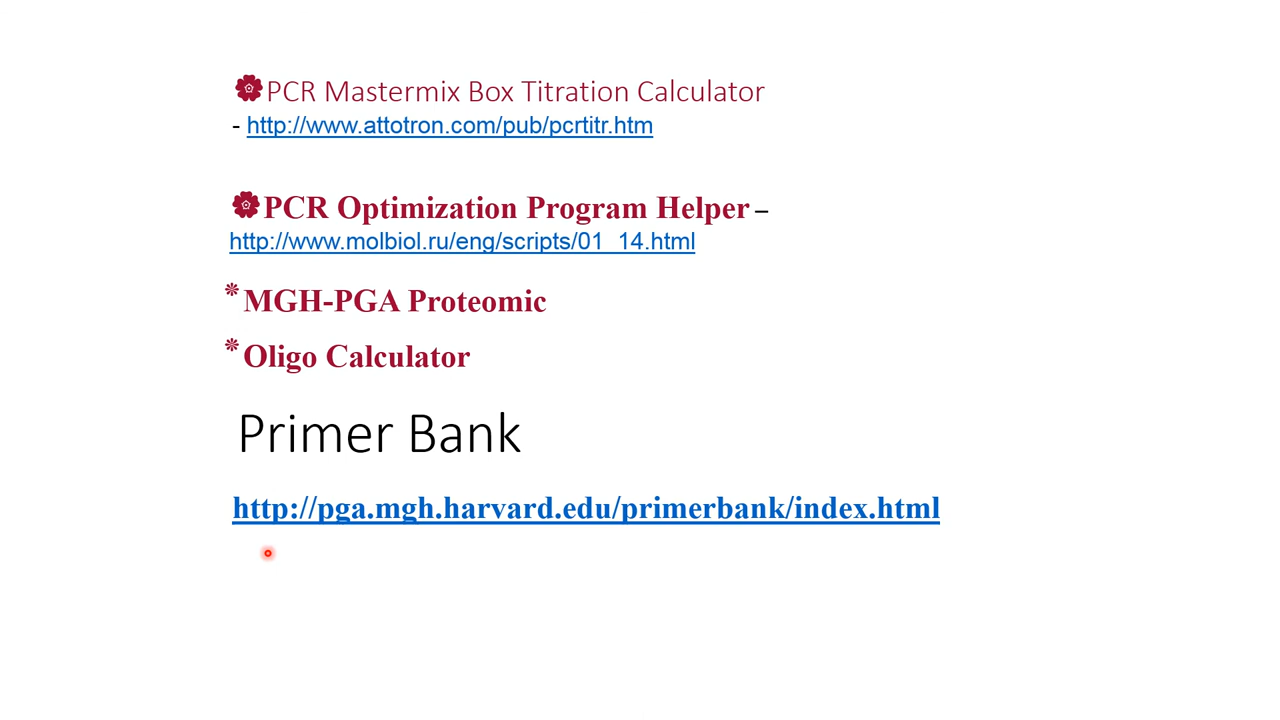 PCR Mastermix Box Titration Calculator
- http://www.attotron.com/pub/pcrtitr.htm
PCR Optimization Program Helper –
http://www.molbiol.ru/eng/scripts/01_14.html
* MGH-PGA Proteomic
* Oligo Calculator
Primer Bank
http://pga.mgh.harvard.edu/primerbank/index.html